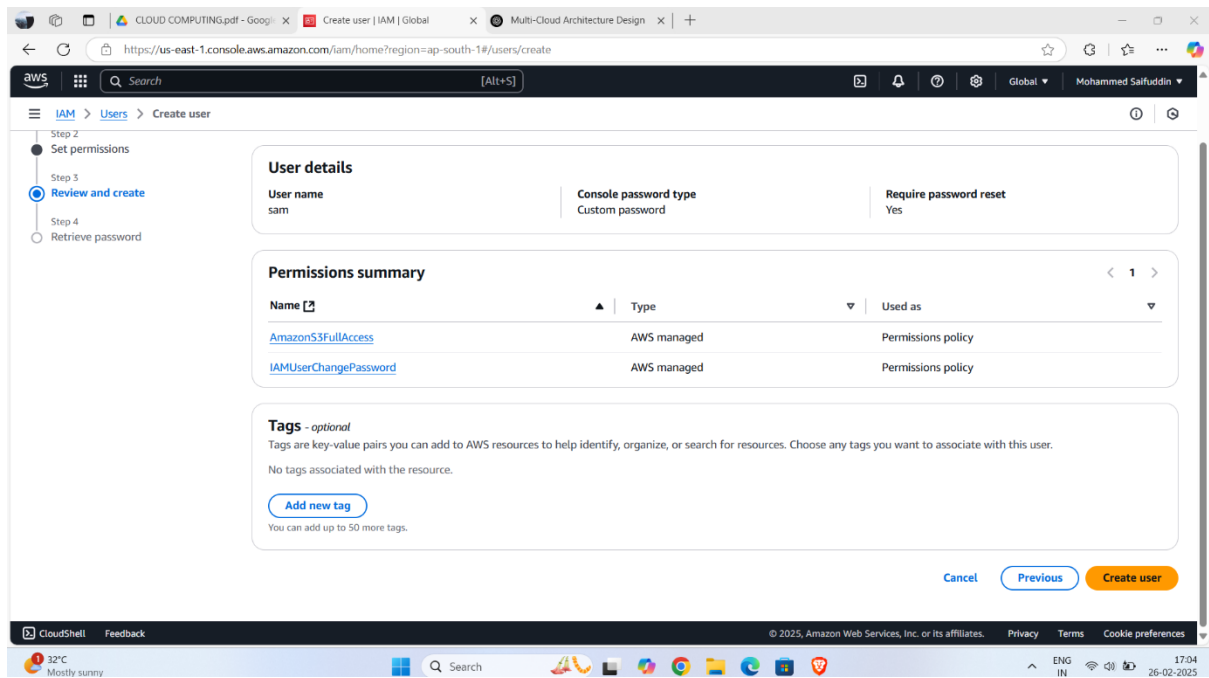 CLOUD COMPUTING.pdf - Googl
Create user | IAM | Global
Multi-Cloud Architecture Design
https://us-east-1.console.aws.amazon.com/iam/home?region=ap-south-1#/users/create
aws
Search
[Alt+S]
Global
Mohammed Saifuddin
IAM > Users > Create user
Step 2
Set permissions
Step 3
Review and create
Step 4
Retrieve password
User details
User name
sam
Console password type
Custom password
Require password reset
Yes
Permissions summary
1
Name Type Used as
AmazonS3FullAccess AWS managed Permissions policy
IAMUserChangePassword AWS managed Permissions policy
Tags - optional
Tags are key-value pairs you can add to AWS resources to help identify, organize, or search for resources. Choose any tags you want to associate with this user.
No tags associated with the resource.
Add new tag
You can add up to 50 more tags.
Cancel Previous Create user
CloudShell Feedback © 2025, Amazon Web Services, Inc. or its affiliates. Privacy Terms Cookie preferences
1
32°C
Mostly sunny
Search
ENG
IN
17:04
26-02-2025